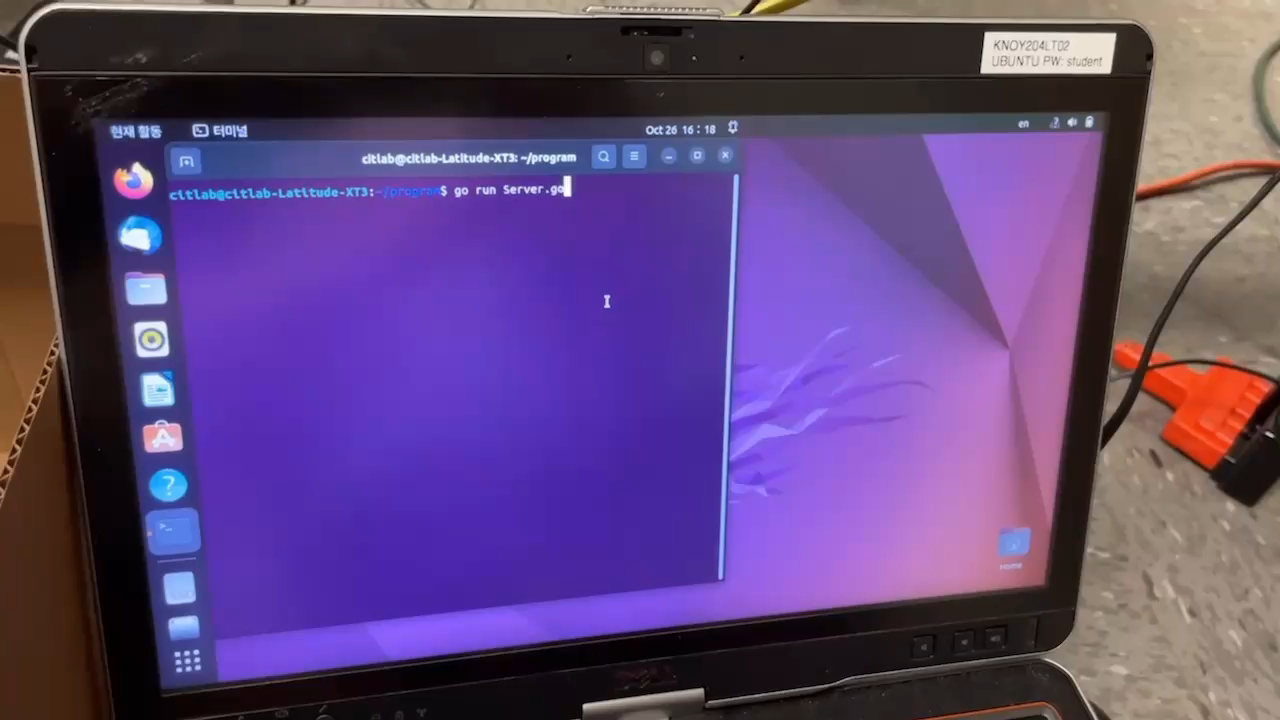 KNOY204LT02
UBUNTU PW: student
현재 활동 터미널 Oct 26 16:18 en
citlab@citlab-Latitude-XT3: ~/program
citlab@citlab-Latitude-XT3:~/program$ go run Server.go
Home